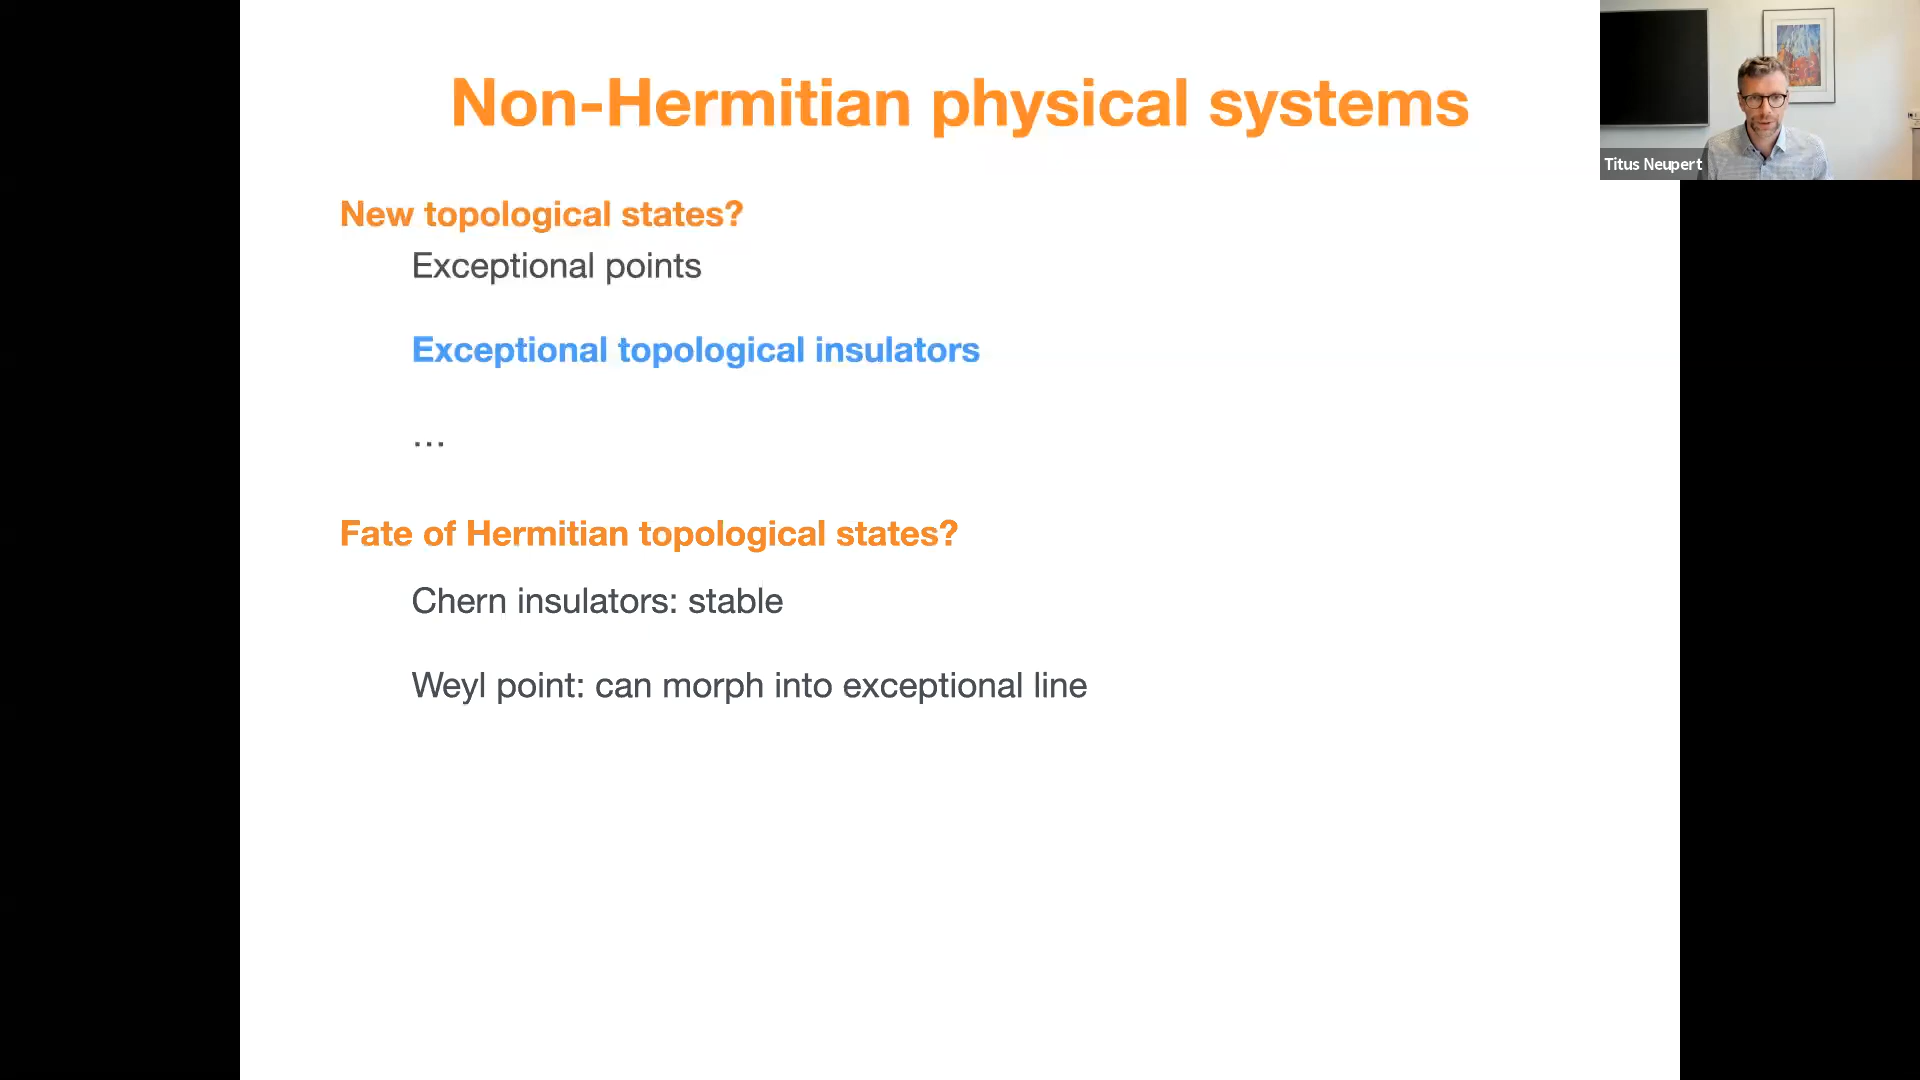 Non-Hermitian physical systems
Titus Neupert
New topological states?
Exceptional points
Exceptional topological insulators
...
Fate of Hermitian topological states?
Chern insulators: stable
Weyl point: can morph into exceptional line